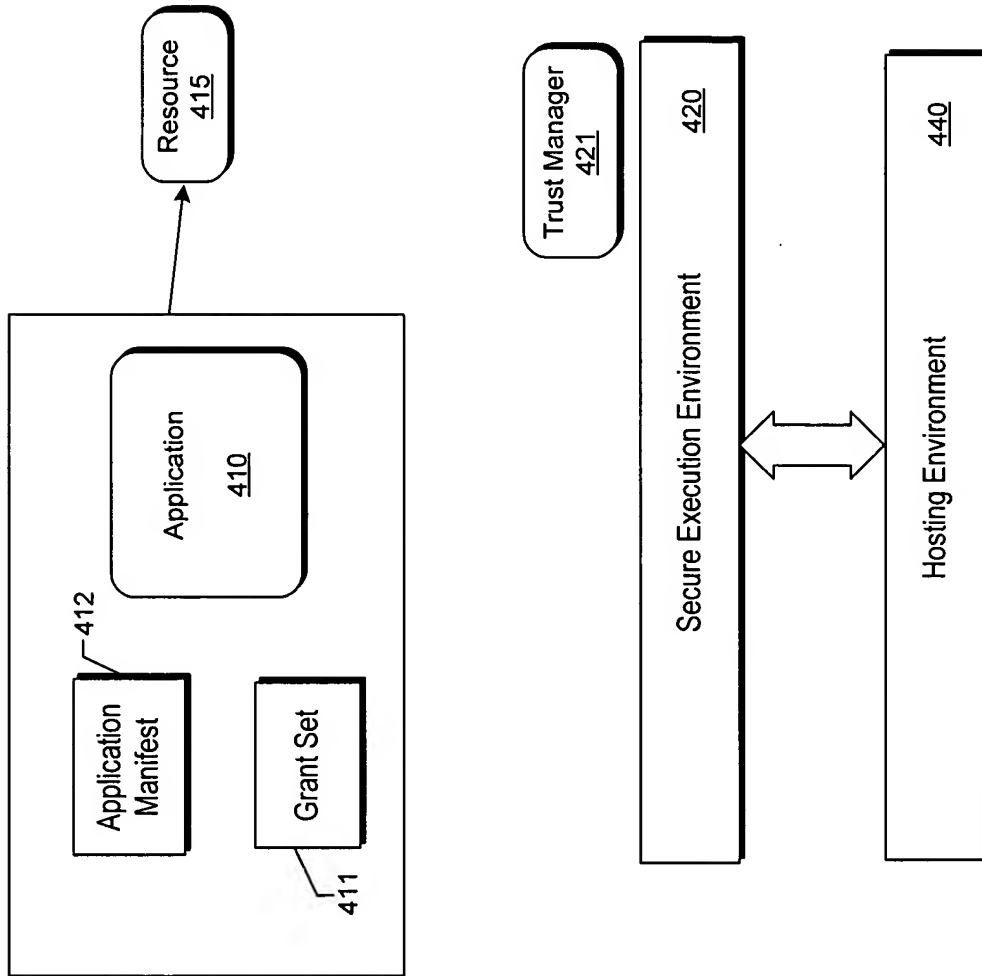 Application
Manifest
412
Grant Set
411
Application
410
Resource
415
Trust Manager
421
Secure Execution Environment
420
Hosting Environment
440